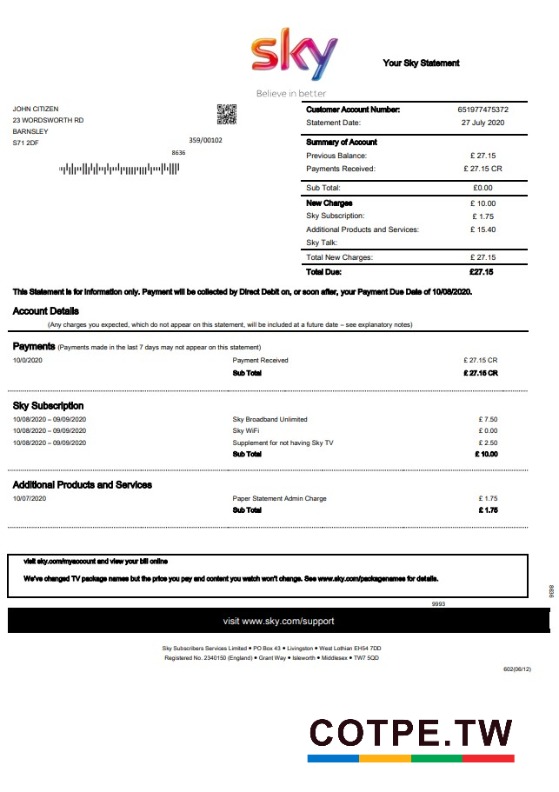 sky
Believe in better
Your Sky Statement
JOHN CITIZEN
23 WORDSWORTH RD
BARNSLEY
S71 2DF
359/00102
8636
Customer Account Number: 651977475372
Statement Date: 27 July 2020
Summary of Account
Previous Balance: £ 27.15
Payments Received: £ 27.15 CR
Sub Total: £0.00
New Charges £ 10.00
Sky Subscription: £ 1.75
Additional Products and Services: £ 15.40
Sky Talk:
Total New Charges: £ 27.15
Total Due: £27.15
This Statement is for Information only. Payment will be collected by Direct Debit on, or soon after, your Payment Due Date of 10/08/2020.
Account Details
(Any charges you expected, which do not appear on this statement, will be included at a future date – see explanatory notes)
Payments (Payments made in the last 7 days may not appear on this statement)
10/0/2020 Payment Received £ 27.15 CR
Sub Total £ 27.15 CR
Sky Subscription
10/08/2020 – 09/09/2020 Sky Broadband Unlimited £ 7.50
10/08/2020 – 09/09/2020 Sky WiFi £ 0.00
10/08/2020 – 09/09/2020 Supplement for not having Sky TV £ 2.50
Sub Total £ 10.00
Additional Products and Services
10/07/2020 Paper Statement Admin Charge £ 1.75
Sub Total £ 1.75
visit sky.com/myaccount and view your bill online
We've changed TV package names but the price you pay and content you watch won't change. See www.sky.com/packagenames for details.
8636
9993
visit www.sky.com/support
Sky Subscribers Services Limited • PO Box 43 • Livingston • West Lothian EH54 7DD
Registered No. 2340150 (England) • Grant Way • Isleworth • Middlesex • TW7 5QD
602(06/12)
COTPE.TW